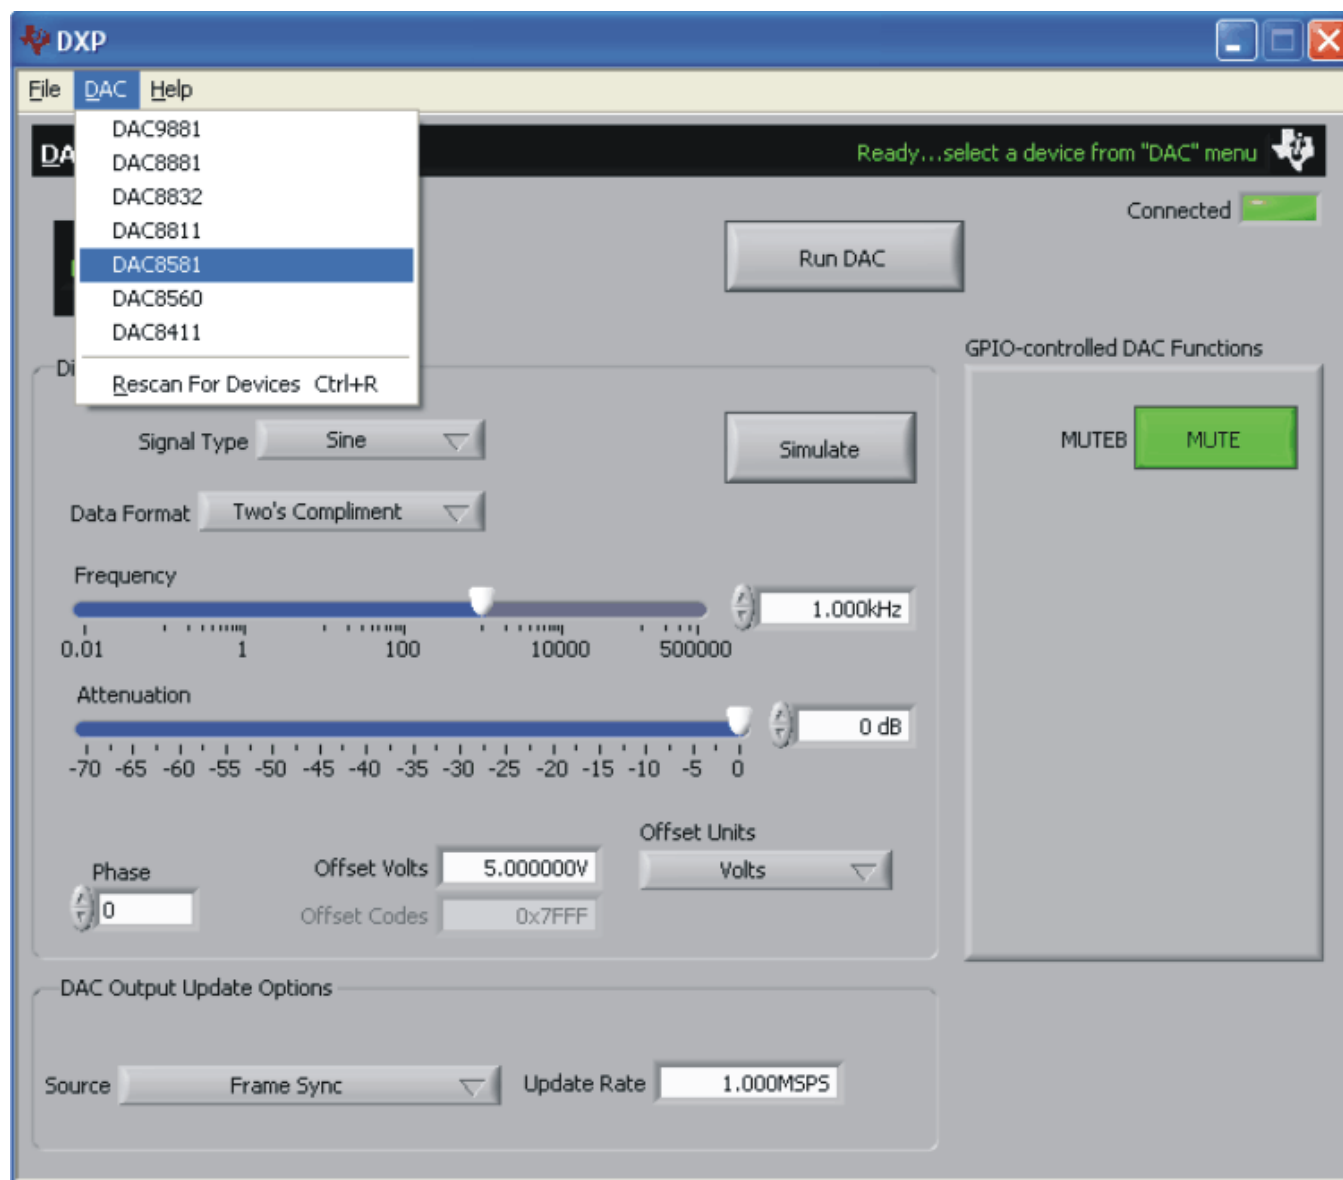 DXP
File DAC Help
DAC9881
DAC8881
DAC8832
DAC8811
DAC8581
DAC8560
DAC8411
Rescan For Devices Ctrl+R
DA
Ready...select a device from "DAC" menu
Connected
Run DAC
GPIO-controlled DAC Functions
MUTEB MUTE
Di
Signal Type Sine
Simulate
Data Format Two's Compliment
Frequency
1.000kHz
0.01 1 100 10000 500000
Attenuation
0 dB
-70 -65 -60 -55 -50 -45 -40 -35 -30 -25 -20 -15 -10 -5 0
Offset Units
Phase Offset Volts 5.000000V Volts
0 Offset Codes 0x7FFF
DAC Output Update Options
Source Frame Sync Update Rate 1.000MSPS